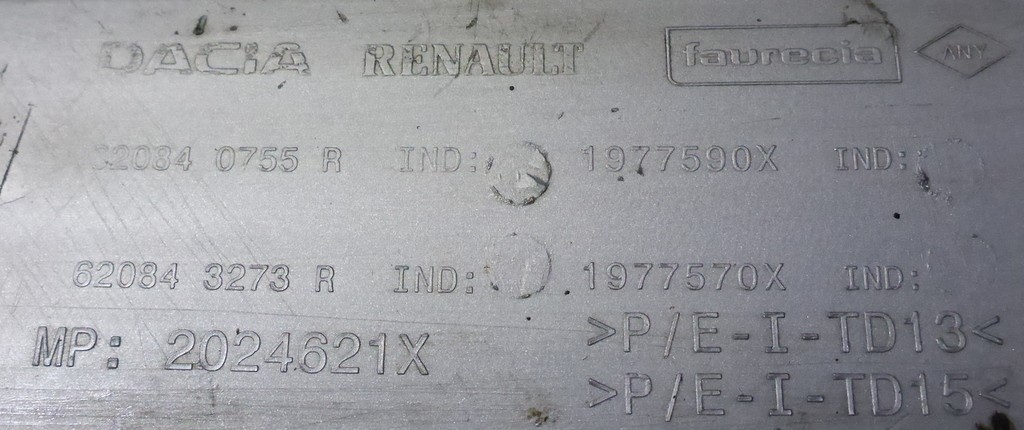 DACIA RENAULT faurecia ANY
62084 0755 R IND: 1977590X IND:
62084 3273 R IND: 1977570X IND:
MP: 2024621X >P/E-I-TD13<
>P/E-I-TD15<